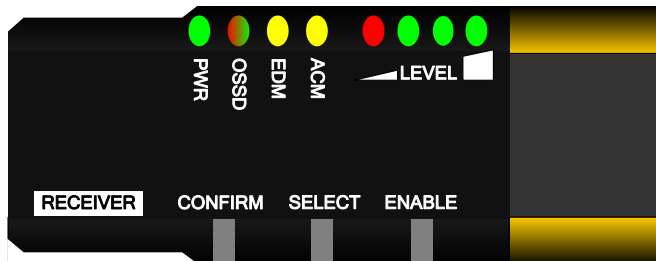 PWR
OSSD
EDM
ACM
LEVEL
RECEIVER
CONFIRM
SELECT
ENABLE